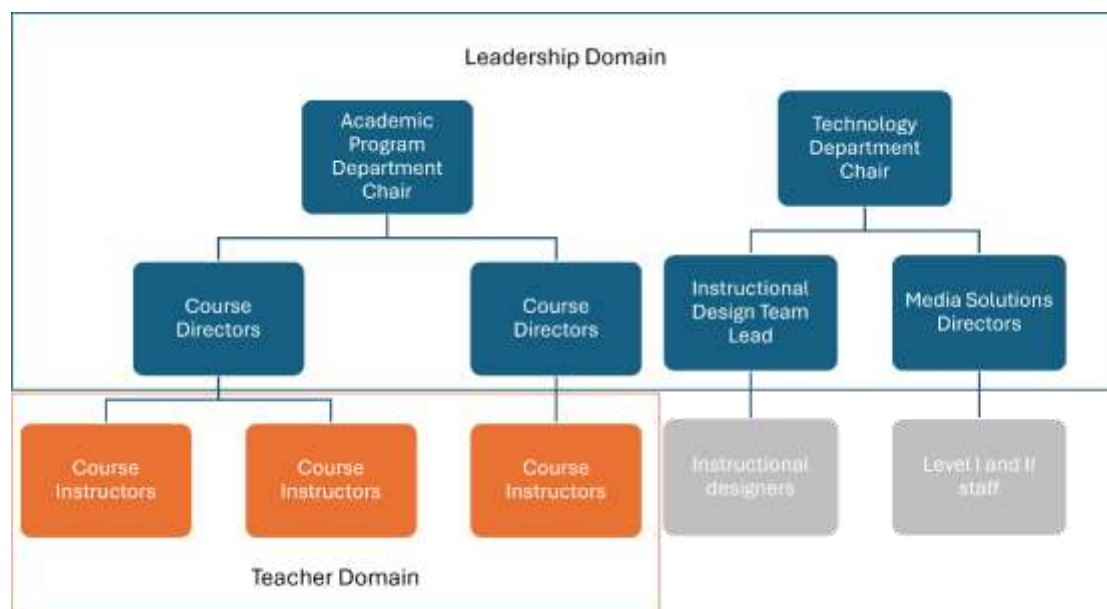 Leadership Domain
Academic
Program
Department
Chair
Technology
Department
Chair
Course
Directors
Course
Directors
Instructional
Design Team
Lead
Media Solutions
Directors
Course
Instructors
Course
Instructors
Course
Instructors
Instructional
designers
Level I and II
staff
Teacher Domain